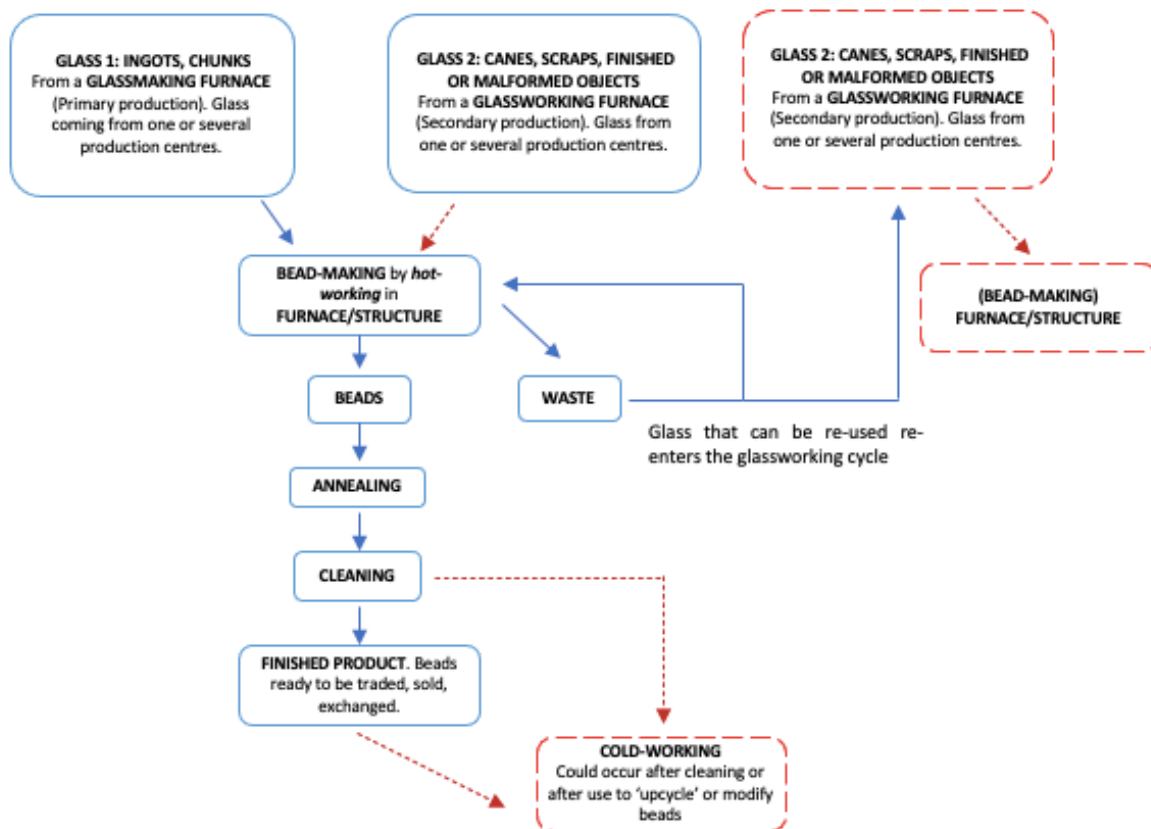 GLASS 1: INGOTS, CHUNKS
From a GLASSMAKING FURNACE
(Primary production). Glass
coming from one or several
production centres.
GLASS 2: CANES, SCRAPS, FINISHED
OR MALFORMED OBJECTS
From a GLASSWORKING FURNACE
(Secondary production). Glass from
one or several production centres.
GLASS 2: CANES, SCRAPS, FINISHED
OR MALFORMED OBJECTS
From a GLASSWORKING FURNACE
(Secondary production). Glass from
one or several production centres.
BEAD-MAKING by hot-
working in
FURNACE/STRUCTURE
(BEAD-MAKING)
FURNACE/STRUCTURE
BEADS
WASTE
Glass that can be re-used re-
enters the glassworking cycle
ANNEALING
CLEANING
FINISHED PRODUCT. Beads
ready to be traded, sold,
exchanged.
COLD-WORKING
Could occur after cleaning or
after use to ‘upcycle’ or modify
beads